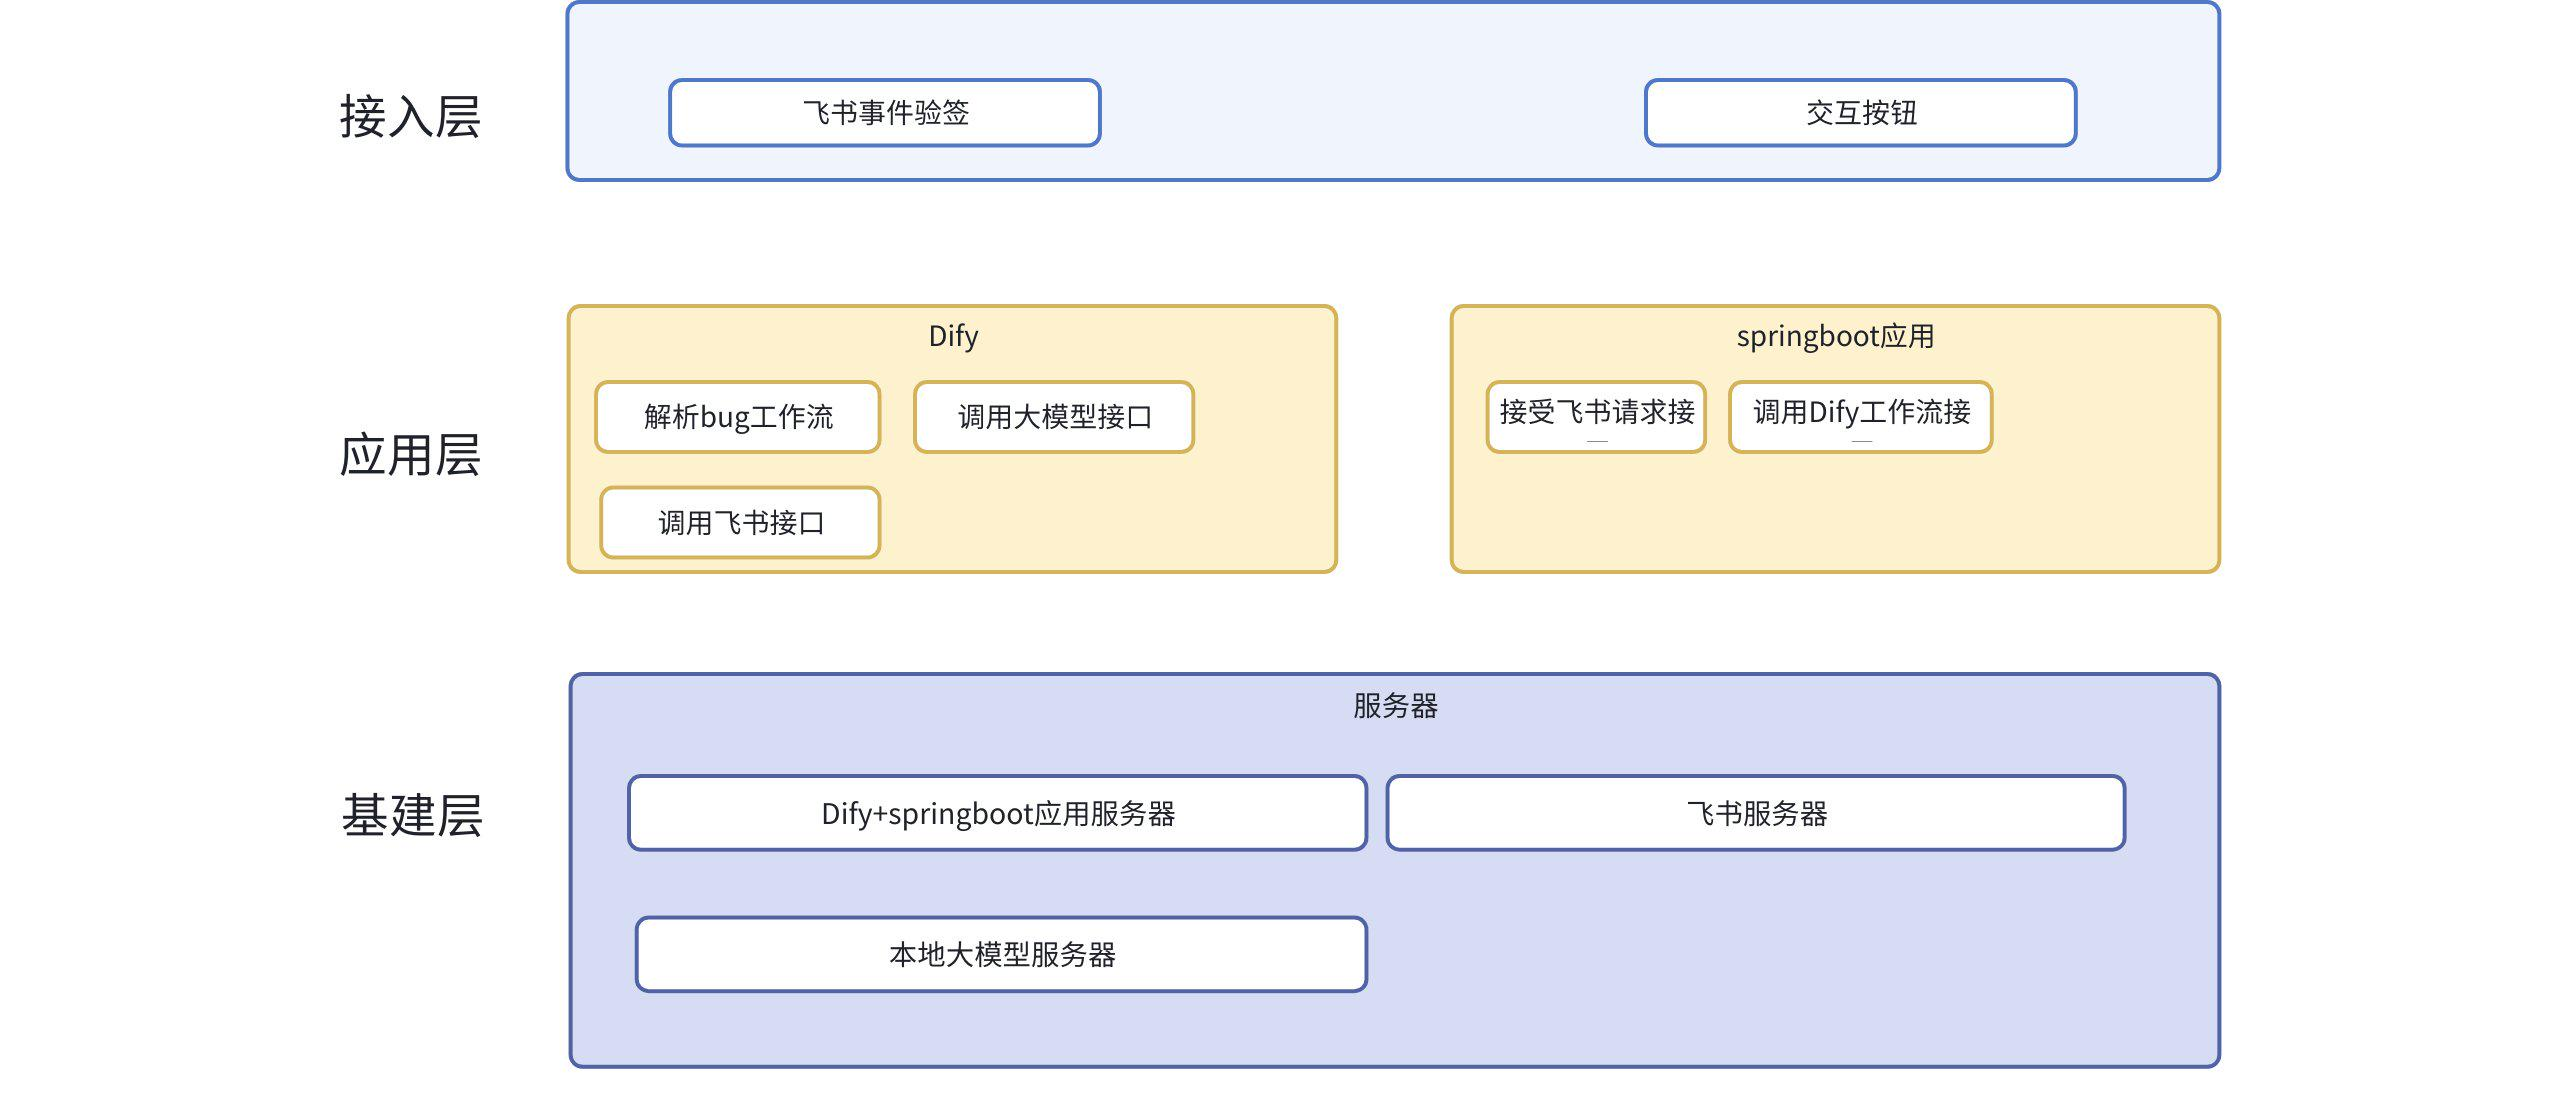 接入层
飞书事件验签
交互按钮
应用层
Dify
解析bug工作流
调用大模型接口
调用飞书接口
springboot应用
接受飞书请求接
调用Dify工作流接
基建层
服务器
Dify+springboot应用服务器
飞书服务器
本地大模型服务器